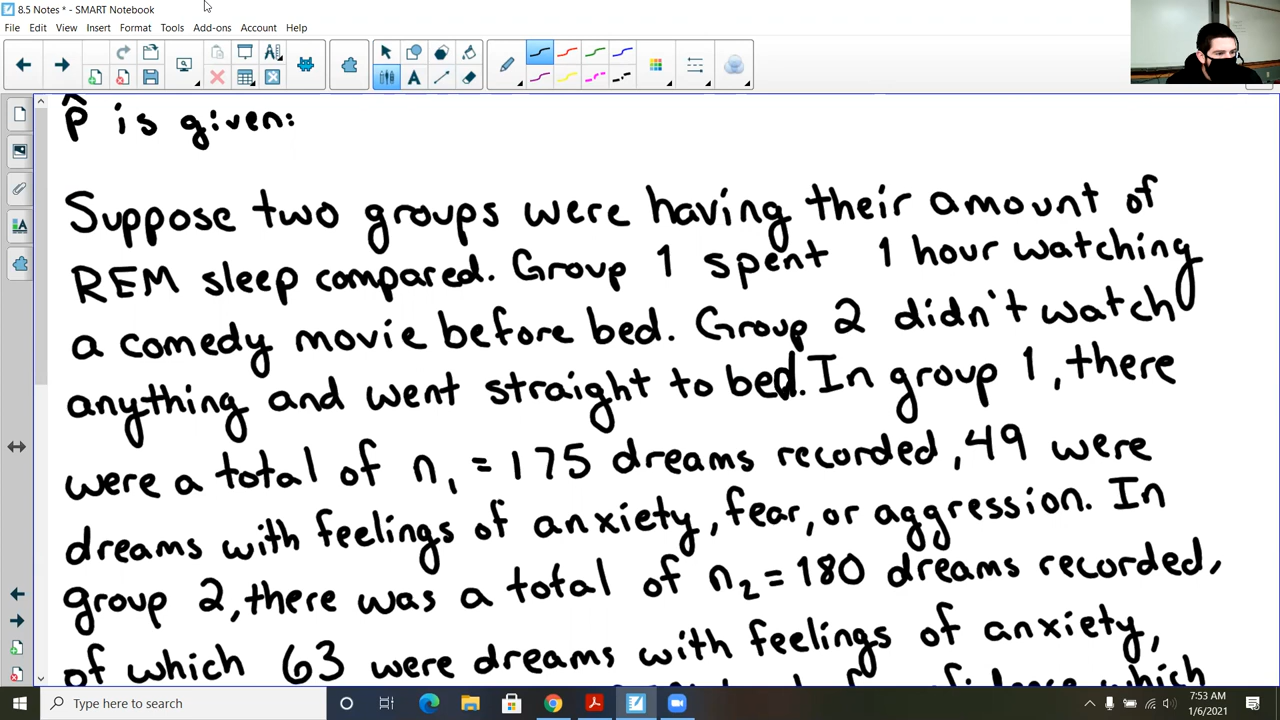 8.5 Notes * - SMART Notebook
File Edit View Insert Format Tools Add-ons Account Help
p̂ is given:
Suppose two groups were having their amount of
REM sleep compared. Group 1 spent 1 hour watching
a comedy movie before bed. Group 2 didn't watch
anything and went straight to bed. In group 1, there
were a total of n₁ = 175 dreams recorded, 49 were
dreams with feelings of anxiety, fear, or aggression. In
group 2, there was a total of n₂ = 180 dreams recorded,
of which 63 were dreams with feelings of anxiety,
which
Type here to search
7:53 AM
1/6/2021